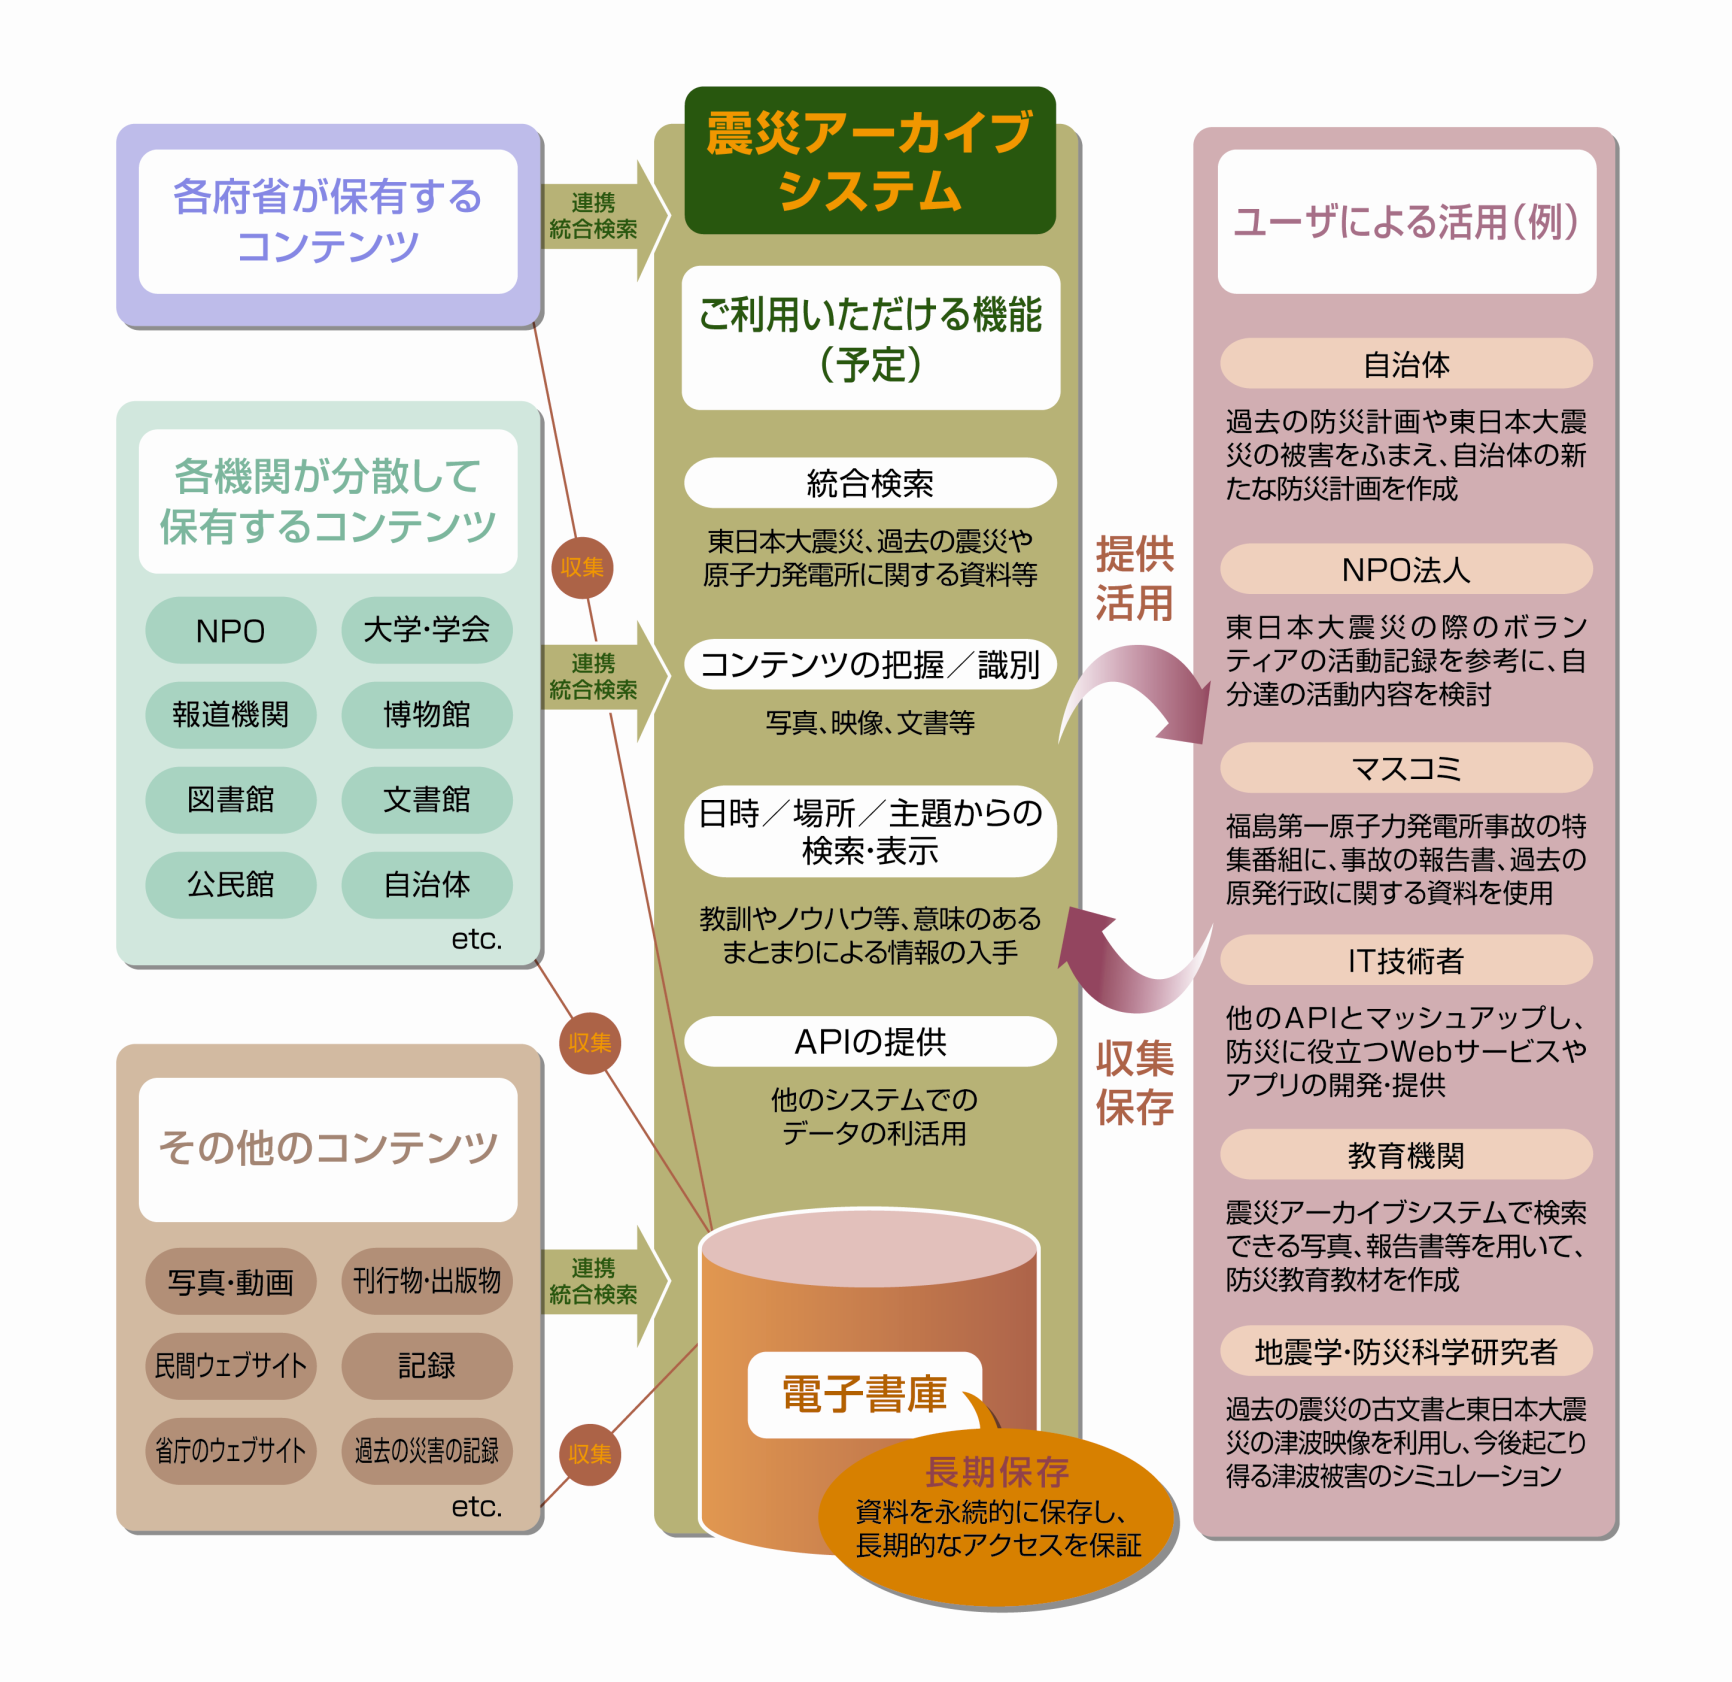 各府省が保有する
コンテンツ
連携
統合検索
収集
各機関が分散して
保有するコンテンツ
NPO
大学・学会
報道機関
博物館
図書館
文書館
公民館
自治体
etc.
連携
統合検索
収集
その他のコンテンツ
写真・動画
刊行物・出版物
民間ウェブサイト
記録
省庁のウェブサイト
過去の災害の記録
etc.
連携
統合検索
収集
震災アーカイブ
システム
ご利用いただける機能
（予定）
統合検索
東日本大震災、過去の震災や
原子力発電所に関する資料等
コンテンツの把握／識別
写真、映像、文書等
日時／場所／主題からの
検索・表示
教訓やノウハウ等、意味のある
まとまりによる情報の入手
APIの提供
他のシステムでの
データの利活用
電子書庫
長期保存
資料を永続的に保存し、
長期的なアクセスを保証
提供
活用
収集
保存
ユーザによる活用（例）
自治体
過去の防災計画や東日本大震
災の被害をふまえ、自治体の新
たな防災計画を作成
NPO法人
東日本大震災の際のボラン
ティアの活動記録を参考に、自
分達の活動内容を検討
マスコミ
福島第一原子力発電所事故の特
集番組に、事故の報告書、過去の
原発行政に関する資料を使用
IT技術者
他のAPIとマッシュアップし、
防災に役立つWebサービスや
アプリの開発・提供
教育機関
震災アーカイブシステムで検索
できる写真、報告書等を用いて、
防災教育教材を作成
地震学・防災科学研究者
過去の震災の古文書と東日本大震
災の津波映像を利用し、今後起こり
得る津波被害のシミュレーション